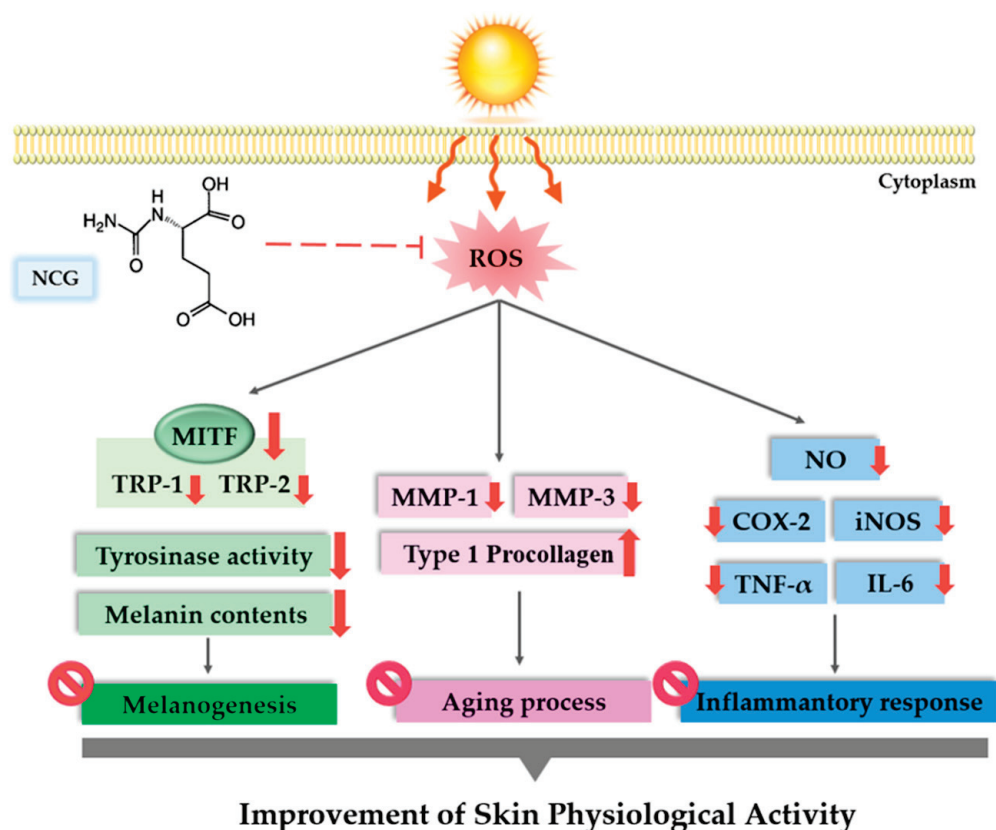 Cytoplasm
H
N
OH
O
H₂N
O
O
OH
NCG
ROS
MITF
TRP-1 TRP-2
Tyrosinase activity
Melanin contents
Melanogenesis
MMP-1 MMP-3
Type 1 Procollagen
Aging process
NO
COX-2 iNOS
TNF-α IL-6
Inflammantory response
Improvement of Skin Physiological Activity